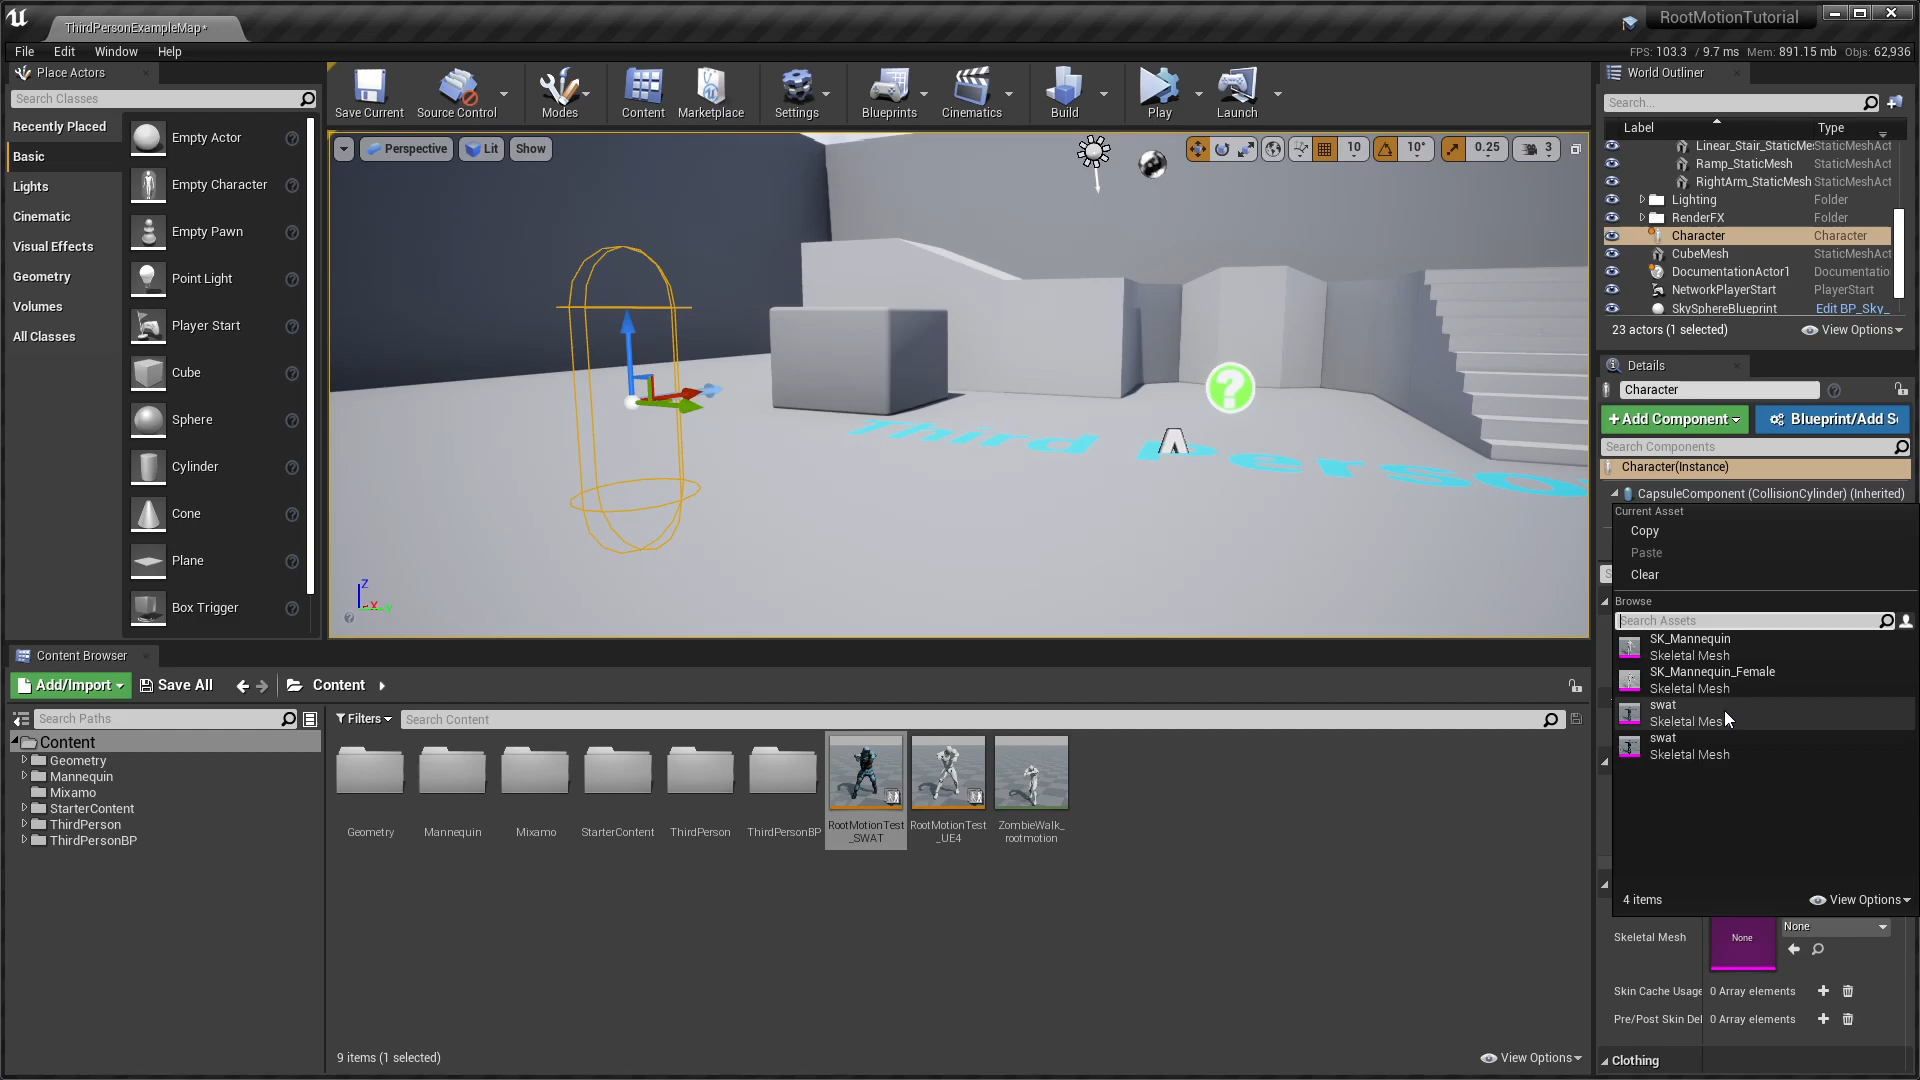 ThirdPersonExampleMap*
RootMotionTutorial
File Edit Window Help
FPS: 103.3 / 9.7 ms Mem: 891.15 mb Objs: 62,936
Place Actors
Search Classes
Recently Placed
Basic
Lights
Cinematic
Visual Effects
Geometry
Volumes
All Classes
Empty Actor
Empty Character
Empty Pawn
Point Light
Player Start
Cube
Sphere
Cylinder
Cone
Plane
Box Trigger
Save Current
Source Control
Modes
Content
Marketplace
Settings
Blueprints
Cinematics
Build
Play
Launch
Perspective Lit Show
10 10° 0.25 3
Third Perso
Z
X Y
World Outliner
Search...
Label Type
Linear_Stair_StaticMe StaticMeshAct
Ramp_StaticMesh StaticMeshAct
RightArm_StaticMesh StaticMeshAct
Lighting Folder
RenderFX Folder
Character Character
CubeMesh StaticMeshAct
DocumentationActor1 Documentatio
NetworkPlayerStart PlayerStart
SkySphereBlueprint Edit BP_Sky_
23 actors (1 selected) View Options
Details
Character
+Add Component Blueprint/Add S
Search Components
Character(Instance)
CapsuleComponent (CollisionCylinder) (Inherited)
Current Asset
Copy
Paste
Clear
Browse
Search Assets
SK_Mannequin
Skeletal Mesh
SK_Mannequin_Female
Skeletal Mesh
swat
Skeletal Mesh
swat
Skeletal Mesh
4 items View Options
Skeletal Mesh None None
Skin Cache Usage 0 Array elements
Pre/Post Skin Del 0 Array elements
Clothing
Content Browser
Add/Import Save All Content
Search Paths
Content
Geometry
Mannequin
Mixamo
StarterContent
ThirdPerson
ThirdPersonBP
Filters Search Content
Geometry
Mannequin
Mixamo
StarterContent
ThirdPerson
ThirdPersonBP
RootMotionTest
_SWAT
RootMotionTest
_UE4
ZombieWalk_
rootmotion
9 items (1 selected) View Options